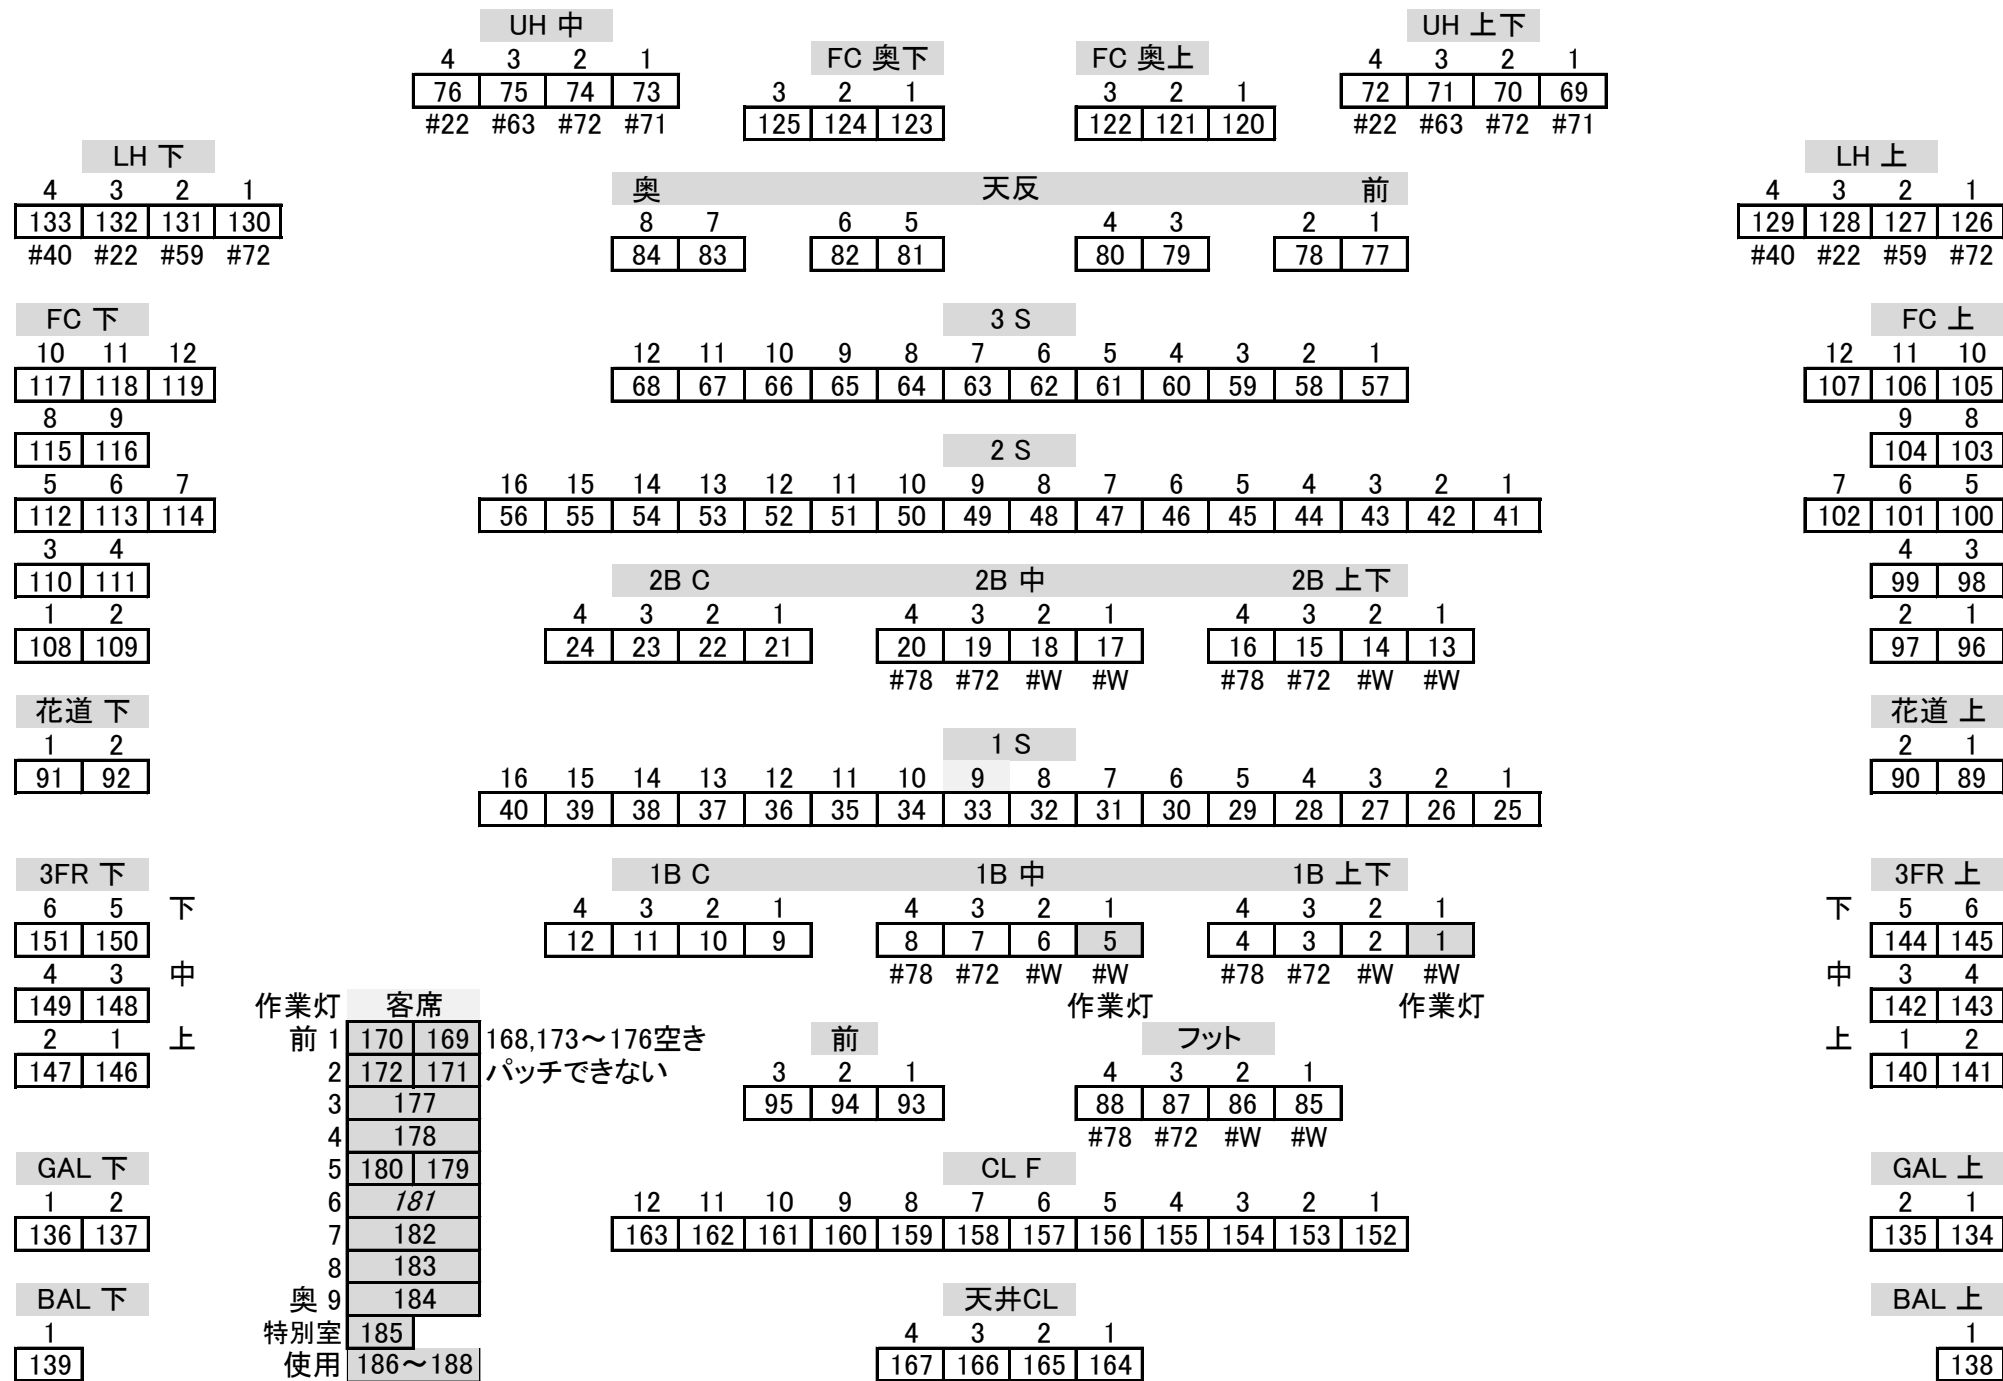 UH 中 UH 上下
4 3 2 1 FC 奥下 FC 奥上 4 3 2 1
76 75 74 73 3 2 1 3 2 1 72 71 70 69
#22 #63 #72 #71 125 124 123 122 121 120 #22 #63 #72 #71
LH 下 LH 上
4 3 2 1 奥 天反 前 4 3 2 1
133 132 131 130 8 7 6 5 4 3 2 1 129 128 127 126
#40 #22 #59 #72 84 83 82 81 80 79 78 77 #40 #22 #59 #72
FC 下 3 S FC 上
10 11 12 12 11 10 9 8 7 6 5 4 3 2 1 12 11 10
117 118 119 68 67 66 65 64 63 62 61 60 59 58 57 107 106 105
8 9 9 8
115 116 2 S 104 103
5 6 7 16 15 14 13 12 11 10 9 8 7 6 5 4 3 2 1 7 6 5
112 113 114 56 55 54 53 52 51 50 49 48 47 46 45 44 43 42 41 102 101 100
3 4 4 3
110 111 2B C 2B 中 2B 上下 99 98
1 2 4 3 2 1 4 3 2 1 4 3 2 1 2 1
108 109 24 23 22 21 20 19 18 17 16 15 14 13 97 96
#78 #72 #W #W #78 #72 #W #W
花道 下 花道 上
1 2 1 S 2 1
91 92 16 15 14 13 12 11 10 9 8 7 6 5 4 3 2 1 90 89
40 39 38 37 36 35 34 33 32 31 30 29 28 27 26 25
3FR 下 1B C 1B 中 1B 上下 3FR 上
6 5 下 4 3 2 1 4 3 2 1 4 3 2 1 下 5 6
151 150 12 11 10 9 8 7 6 5 4 3 2 1 144 145
4 3 中 #78 #72 #W #W #78 #72 #W #W 中 3 4
149 148 作業灯 客席 作業灯 作業灯 142 143
2 1 上 前 1 170 169 168,173～176空き 前 フット 上 1 2
147 146 2 172 171 パッチできない 3 2 1 4 3 2 1 140 141
3 177 95 94 93 88 87 86 85
4 178 #78 #72 #W #W
GAL 下 5 180 179 CL F GAL 上
1 2 6 181 12 11 10 9 8 7 6 5 4 3 2 1 2 1
136 137 7 182 163 162 161 160 159 158 157 156 155 154 153 152 135 134
8 183
BAL 下 奥 9 184 天井CL BAL 上
1 特別室 185 4 3 2 1 1
139 使用 186～188 167 166 165 164 138